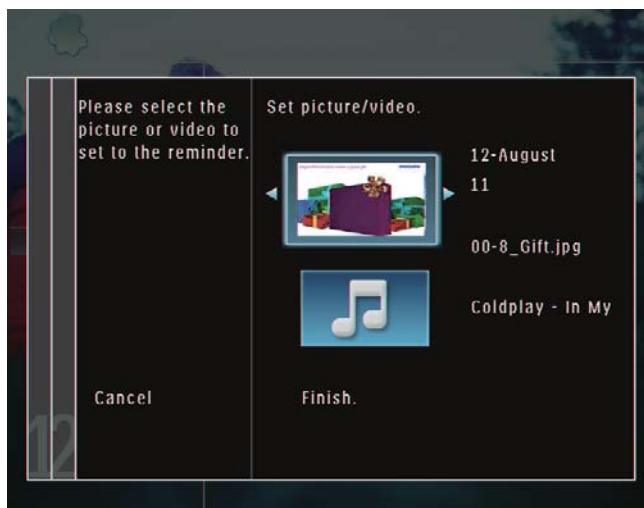 Please select the
picture or video to
set to the reminder.
Set picture/video.
12-August
11
00-8_Gift.jpg
Coldplay - In My
Cancel
Finish.
12